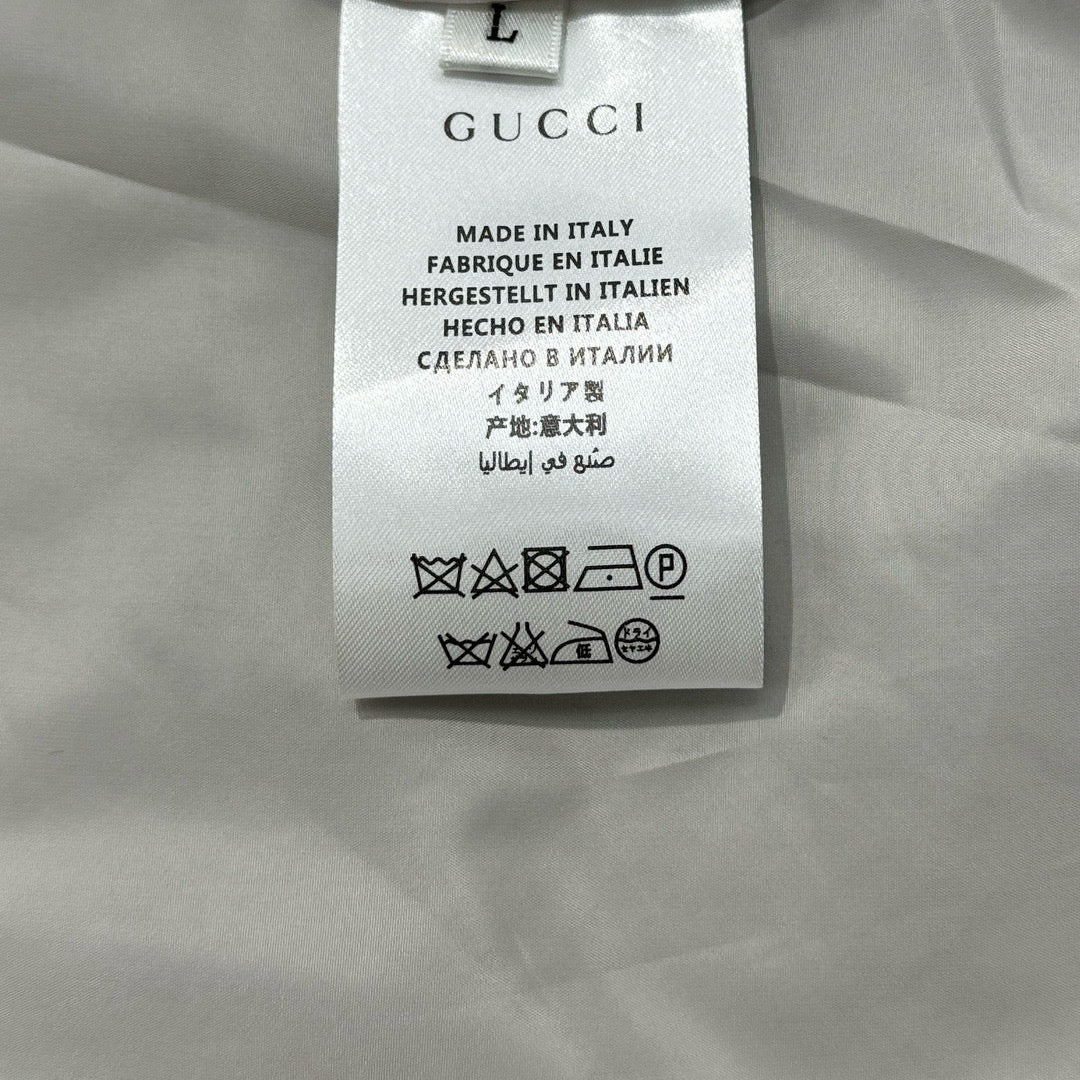 L
GUCCI
MADE IN ITALY
FABRIQUE EN ITALIE
HERGESTELLT IN ITALIEN
HECHO EN ITALIA
СДЕЛАНО В ИТАЛИИ
イタリア製
产地:意大利
صُنع في إيطاليا
P
低 ドライ